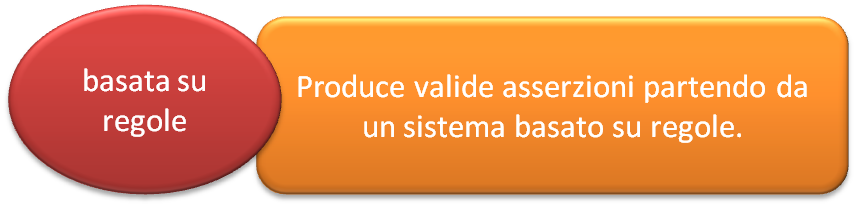 basata su
regole
Produce valide asserzioni partendo da
un sistema basato su regole.